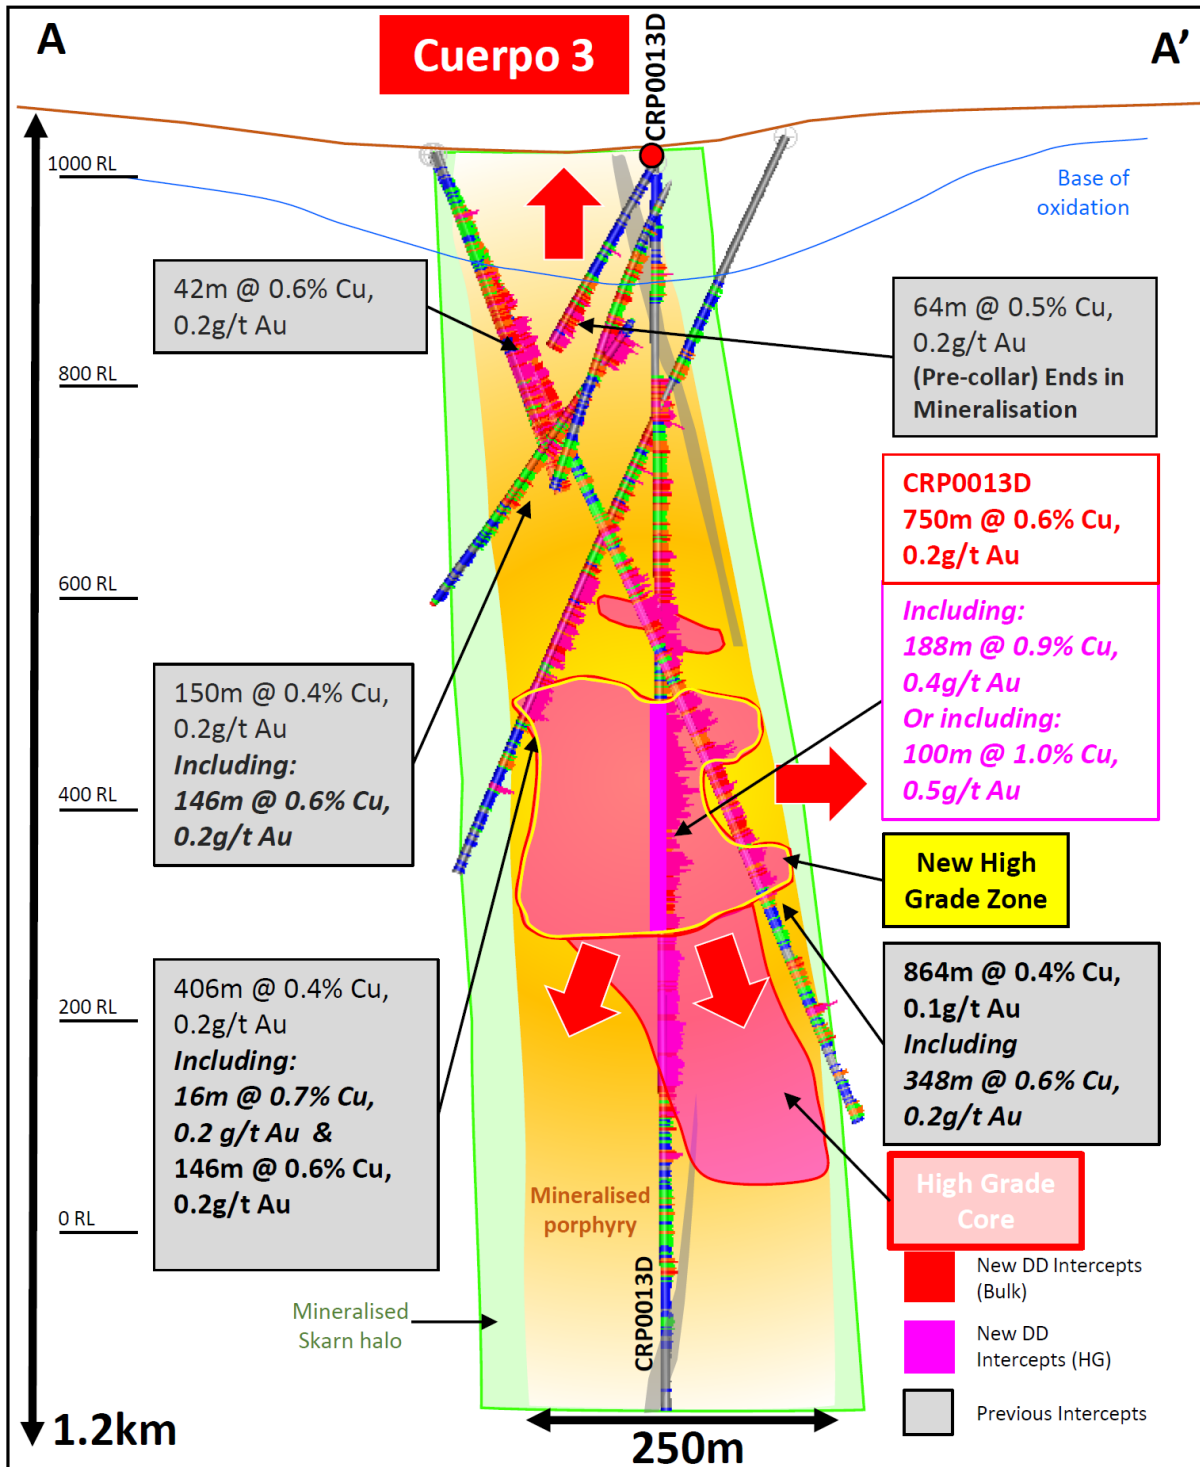 A
Cuerpo 3
CRP0013D
A'
1000 RL
Base of
oxidation
42m @ 0.6% Cu,
0.2g/t Au
64m @ 0.5% Cu,
0.2g/t Au
(Pre-collar) Ends in
Mineralisation
800 RL
CRP0013D
750m @ 0.6% Cu,
0.2g/t Au
600 RL
Including:
188m @ 0.9% Cu,
0.4g/t Au
Or including:
100m @ 1.0% Cu,
0.5g/t Au
150m @ 0.4% Cu,
0.2g/t Au
Including:
146m @ 0.6% Cu,
0.2g/t Au
400 RL
New High
Grade Zone
406m @ 0.4% Cu,
0.2g/t Au
Including:
16m @ 0.7% Cu,
0.2 g/t Au &
146m @ 0.6% Cu,
0.2g/t Au
864m @ 0.4% Cu,
0.1g/t Au
Including
348m @ 0.6% Cu,
0.2g/t Au
200 RL
High Grade
Core
Mineralised
porphyry
0 RL
CRP0013D
Mineralised
Skarn halo
New DD Intercepts
(Bulk)
New DD
Intercepts (HG)
Previous Intercepts
1.2km
250m